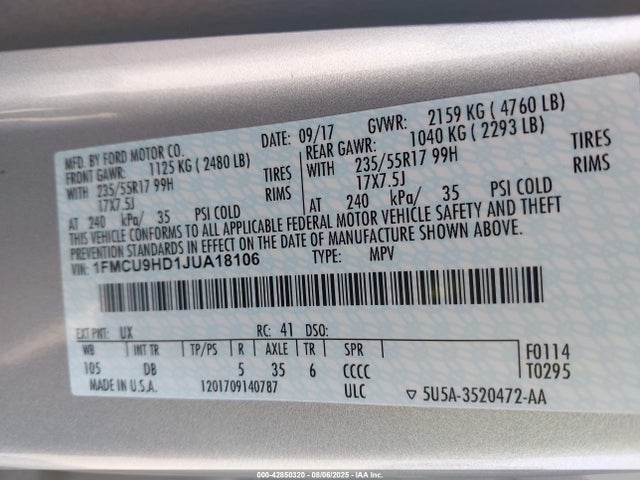 MFD. BY FORD MOTOR CO. DATE: 09/17 GVWR: 2159 KG ( 4760 LB)
FRONT GAWR: 1125 KG ( 2480 LB) REAR GAWR: 1040 KG ( 2293 LB)
WITH 235/55R17 99H TIRES WITH 235/55R17 99H TIRES
17X7.5J RIMS 17X7.5J RIMS
AT 240 kPa/ 35 PSI COLD AT 240 kPa/ 35 PSI COLD
THIS VEHICLE CONFORMS TO ALL APPLICABLE FEDERAL MOTOR VEHICLE SAFETY AND THEFT
PREVENTION STANDARDS IN EFFECT ON THE DATE OF MANUFACTURE SHOWN ABOVE.
VIN: 1FMCU9HD1JUA18106 TYPE: MPV
EXT PNT: UX RC: 41 DSO:
WB INT TR TP/PS R AXLE TR SPR F0114
105 DB 5 35 6 CCCC T0295
MADE IN U.S.A. 1201709140787 ULC ▽ 5U5A-3520472-AA
000-42850320 - 08/06/2025 - IAA Inc.